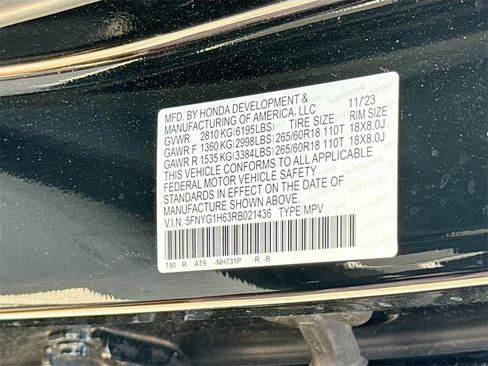 MFD. BY HONDA DEVELOPMENT & 11/'23
MANUFACTURING OF AMERICA, LLC
GVWR 2810 KG(6195LBS) TIRE SIZE RIM SIZE
GAWR F 1360 KG(2998LBS) 265/60R18 110T 18X8.0J
GAWR R 1535 KG(3384LBS) 265/60R18 110T 18X8.0J
THIS VEHICLE CONFORMS TO ALL APPLICABLE
FEDERAL MOTOR VEHICLE SAFETY
STANDARDS IN EFFECT ON THE DATE OF
MANUFACTURE SHOWN ABOVE.
V.I.N. 5FNYG1H63RB021436 TYPE: MPV
T90 R AT9 -NH731P -R -B